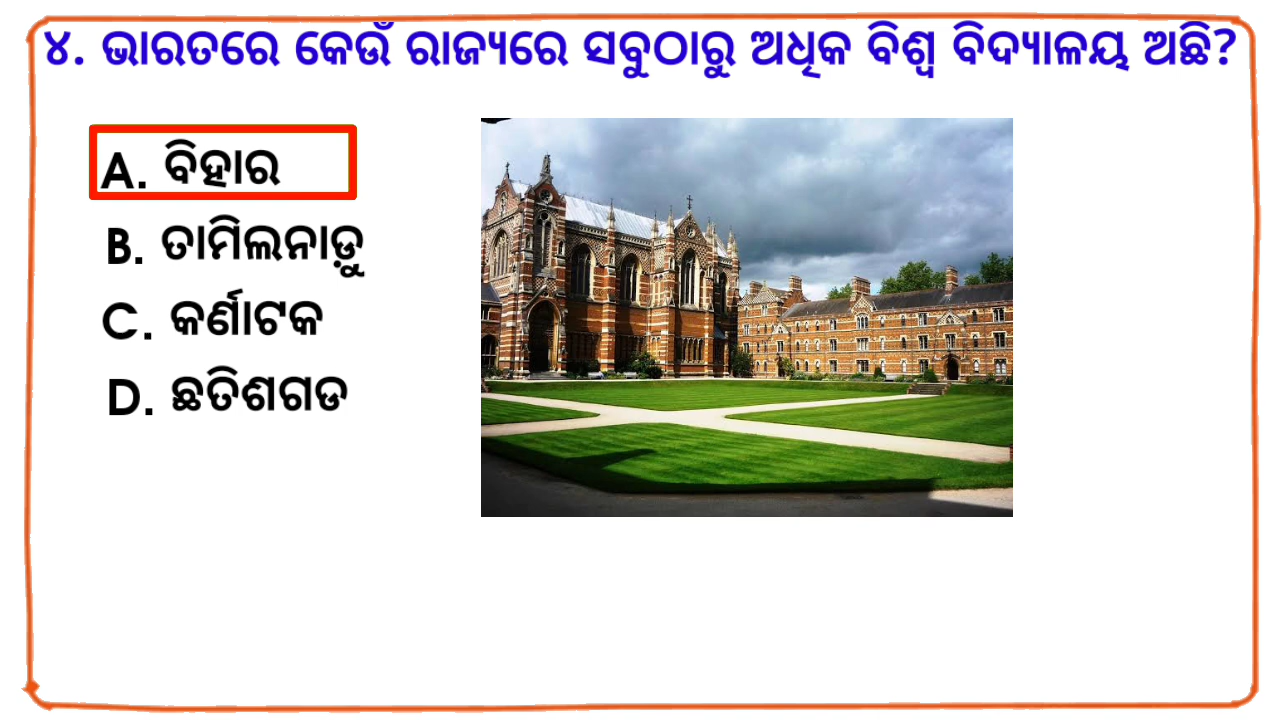 ୪. ଭାରତରେ କେଉଁ ରାଜ୍ୟରେ ସବୁଠାରୁ ଅଧିକ ବିଶ୍ୱ ବିଦ୍ୟାଳୟ ଅଛି?
A. ବିହାର
B. ତାମିଲନାଡୁ
C. କର୍ଣାଟକ
D. ଛତିଶଗଡ